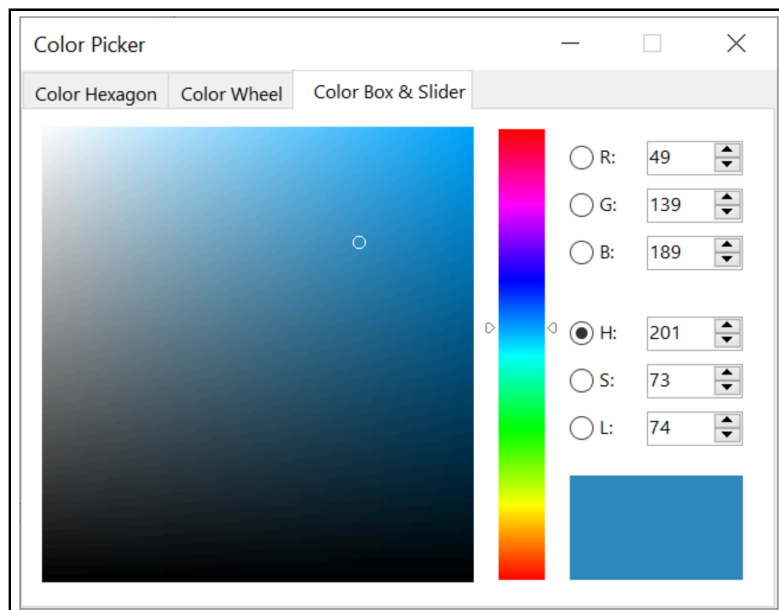 Color Picker
Color Hexagon Color Wheel Color Box & Slider
R: 49
G: 139
B: 189
H: 201
S: 73
L: 74